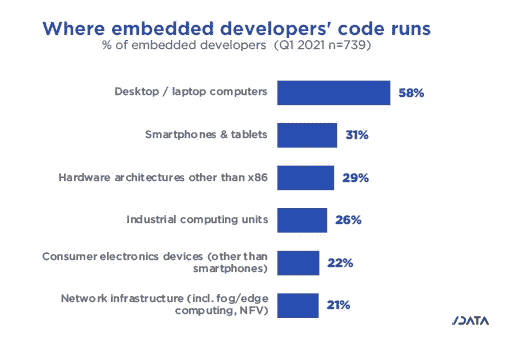 Where embedded developers' code runs
% of embedded developers (Q1 2021 n=739)
Desktop / laptop computers
58%
Smartphones & tablets
31%
Hardware architectures other than x86
29%
Industrial computing units
26%
Consumer electronics devices (other than
smartphones)
22%
Network infrastructure (incl. fog/edge
computing, NFV)
21%
/DATA